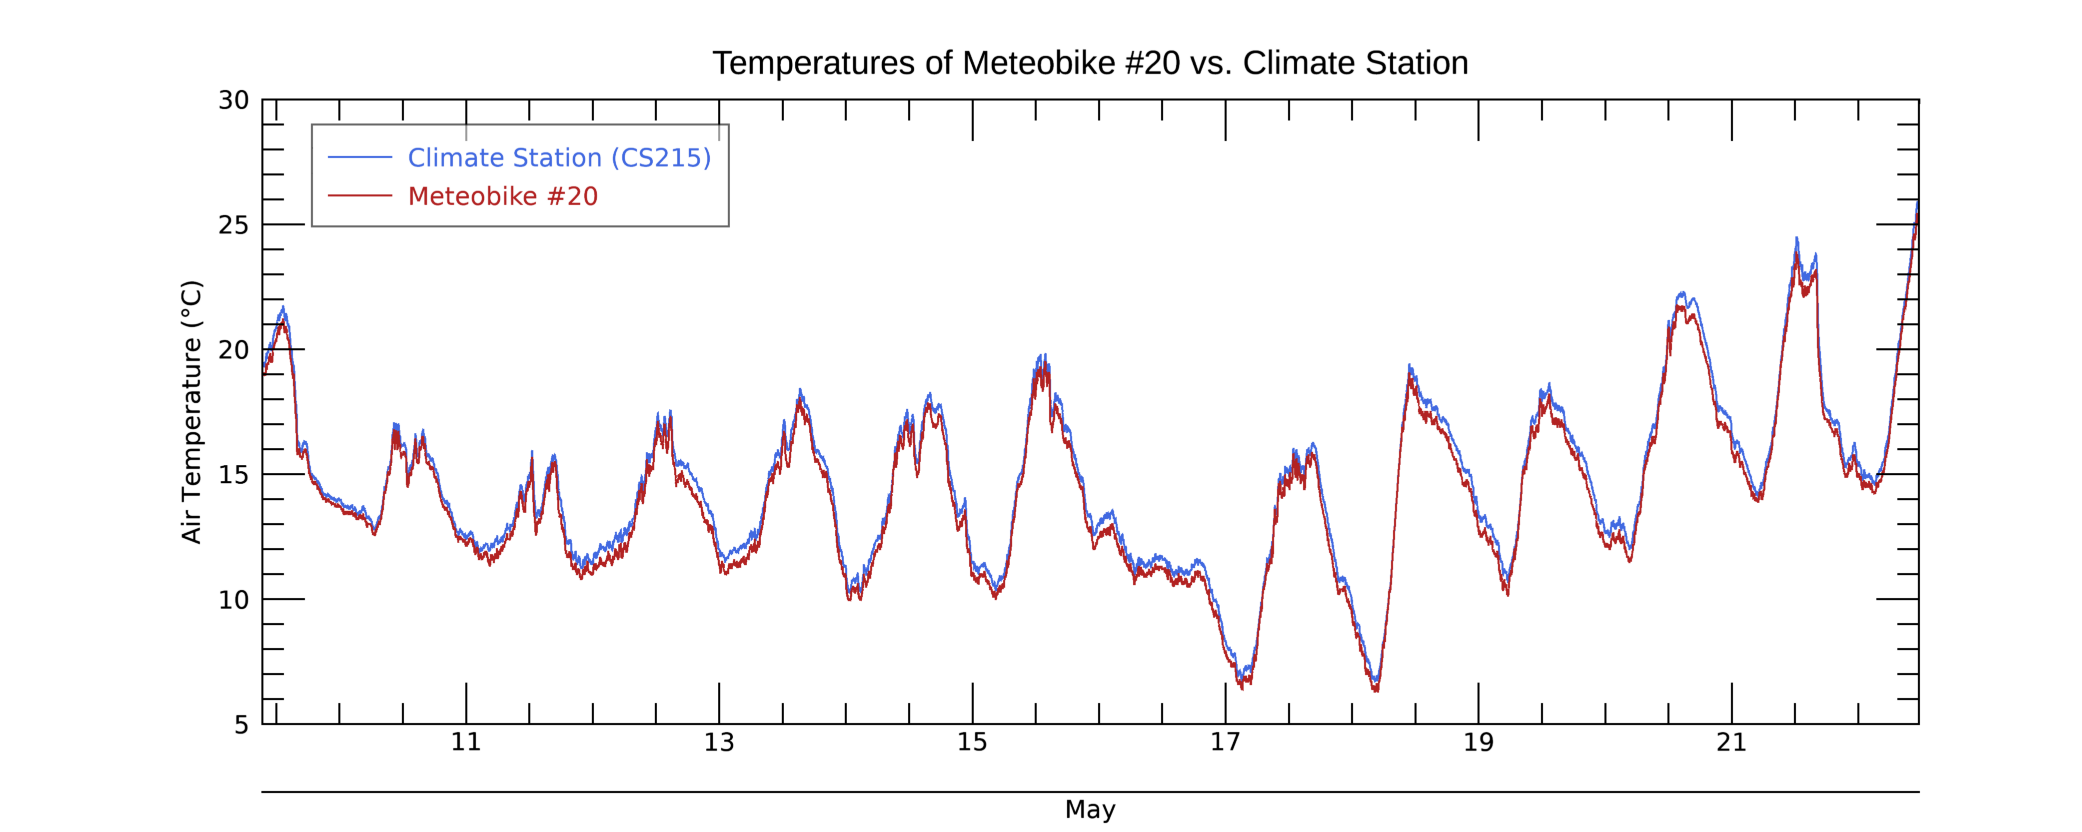 Temperatures of Meteobike #20 vs. Climate Station
30
25
20
15
10
5
Air Temperature (°C)
Climate Station (CS215)
Meteobike #20
11 13 15 17 19 21
May